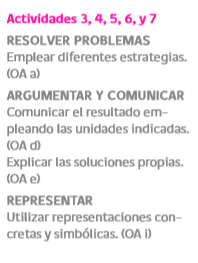 Actividades 3, 4, 5, 6, y 7
RESOLVER PROBLEMAS
Emplear diferentes estrategias.
(OA a)
ARGUMENTAR Y COMUNICAR
Comunicar el resultado em-
pleando las unidades indicadas.
(OA d)
Explicar las soluciones propias.
(OA e)
REPRESENTAR
Utilizar representaciones con-
cretas y simbólicas. (OA i)